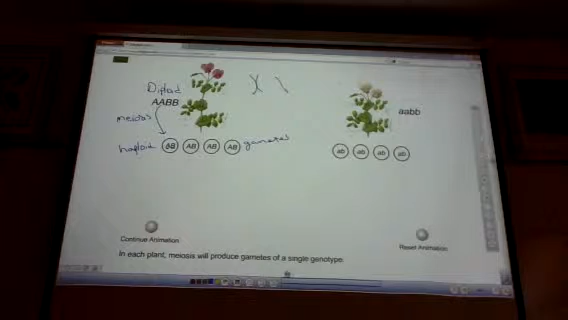 Diploid
AABB
aabb
meiosis
haploid AB AB AB AB gametes
ab ab ab ab
Continue Animation
Reset Animation
In each plant, meiosis will produce gametes of a single genotype.